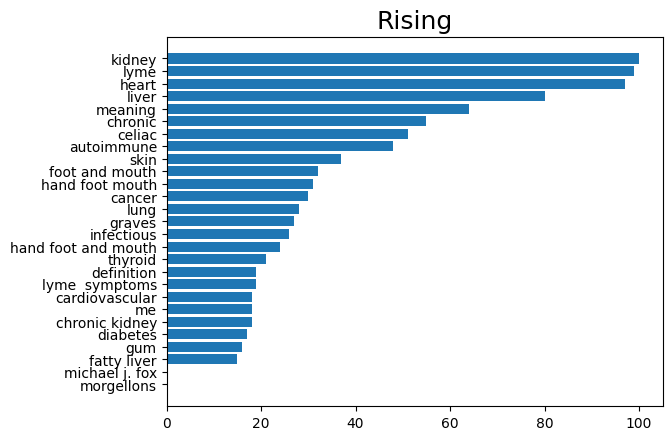 Rising
kidney
lyme
heart
liver
meaning
chronic
celiac
autoimmune
skin
foot and mouth
hand foot mouth
cancer
lung
graves
infectious
hand foot and mouth
thyroid
definition
lyme  symptoms
cardiovascular
me
chronic kidney
diabetes
gum
fatty liver
michael j. fox
morgellons
0 20 40 60 80 100